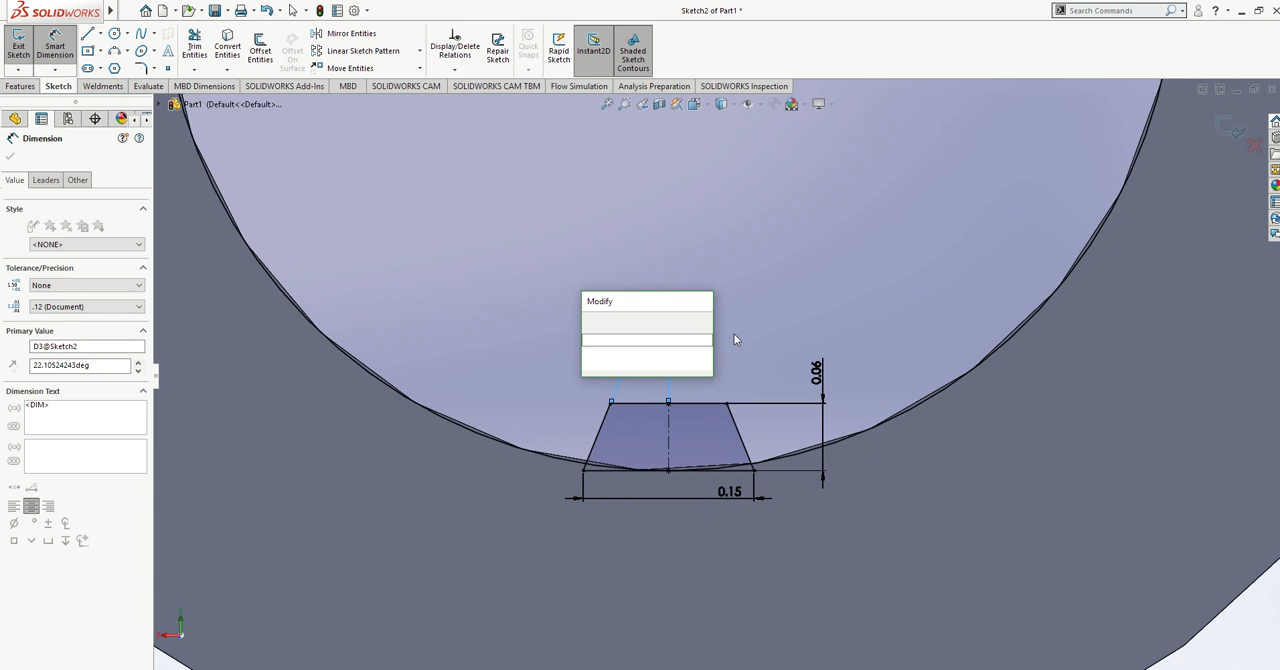 SOLIDWORKS
Sketch2 of Part1 *
Search Commands
Exit Sketch
Smart Dimension
Trim Entities
Convert Entities
Offset Entities
Offset On Surface
Mirror Entities
Linear Sketch Pattern
Move Entities
Display/Delete Relations
Repair Sketch
Quick Snaps
Rapid Sketch
Instant2D
Shaded Sketch Contours
Features
Sketch
Weldments
Evaluate
MBD Dimensions
SOLIDWORKS Add-Ins
MBD
SOLIDWORKS CAM
SOLIDWORKS CAM TBM
Flow Simulation
Analysis Preparation
SOLIDWORKS Inspection
Part1 (Default<<Default>...
Dimension
Value
Leaders
Other
Style
<NONE>
Tolerance/Precision
None
.12 (Document)
Primary Value
D3@Sketch2
22.10524243deg
Dimension Text
<DIM>
Modify
0.06
0.15